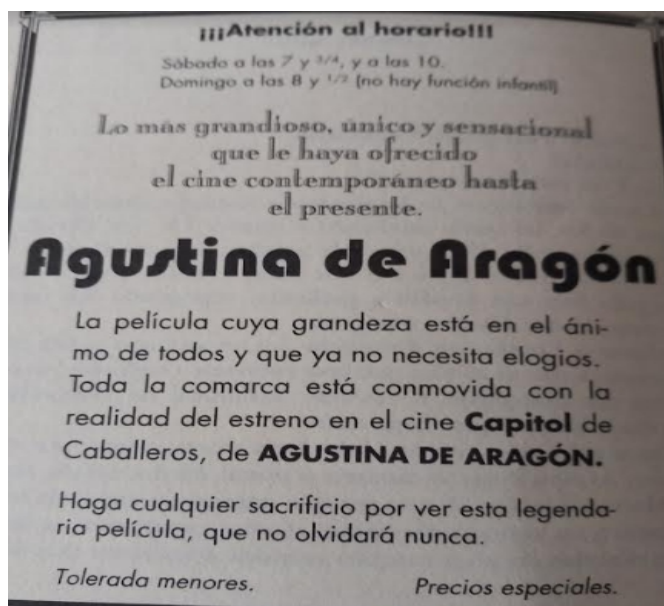 ¡¡¡Atención al horario!!!
Sábado a las 7 y 3/4, y a las 10.
Domingo a las 8 y 1/2 (no hay función infantil)
Lo más grandioso, único y sensacional
que le haya ofrecido
el cine contemporáneo hasta
el presente.
Agustina de Aragón
La película cuya grandeza está en el áni-
mo de todos y que ya no necesita elogios.
Toda la comarca está conmovida con la
realidad del estreno en el cine Capitol de
Caballeros, de AGUSTINA DE ARAGÓN.
Haga cualquier sacrificio por ver esta legenda-
ria película, que no olvidará nunca.
Tolerada menores. Precios especiales.